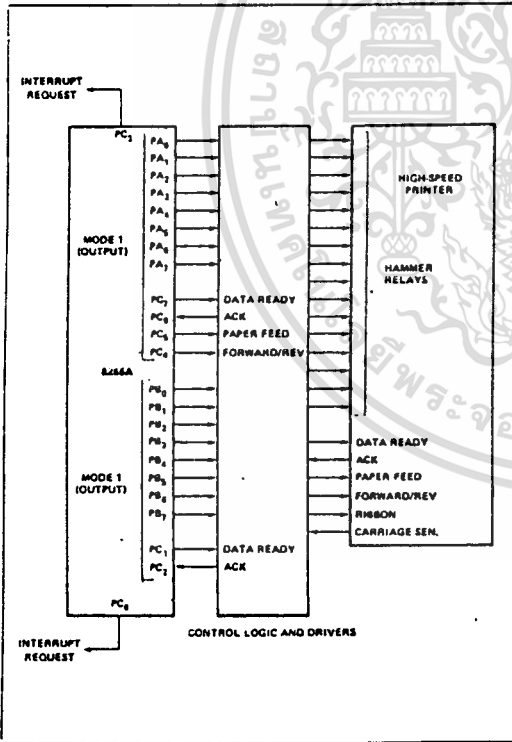 INTERRUPT
REQUEST
PC3
PA0
PA1
PA2
PA3
PA4
PA5
PA6
PA7
MODE 1
(OUTPUT)
PC7 DATA READY
PC6 ACK
PC5 PAPER FEED
PC4 FORWARD/REV
8255A
PB0
PB1
PB2
PB3
PB4
PB5
PB6
PB7
MODE 1
(OUTPUT)
PC1 DATA READY
PC2 ACK
PC0
INTERRUPT
REQUEST
CONTROL LOGIC AND DRIVERS
HIGH-SPEED
PRINTER
HAMMER
RELAYS
DATA READY
ACK
PAPER FEED
FORWARD/REV
RIBBON
CARRIAGE SEN.